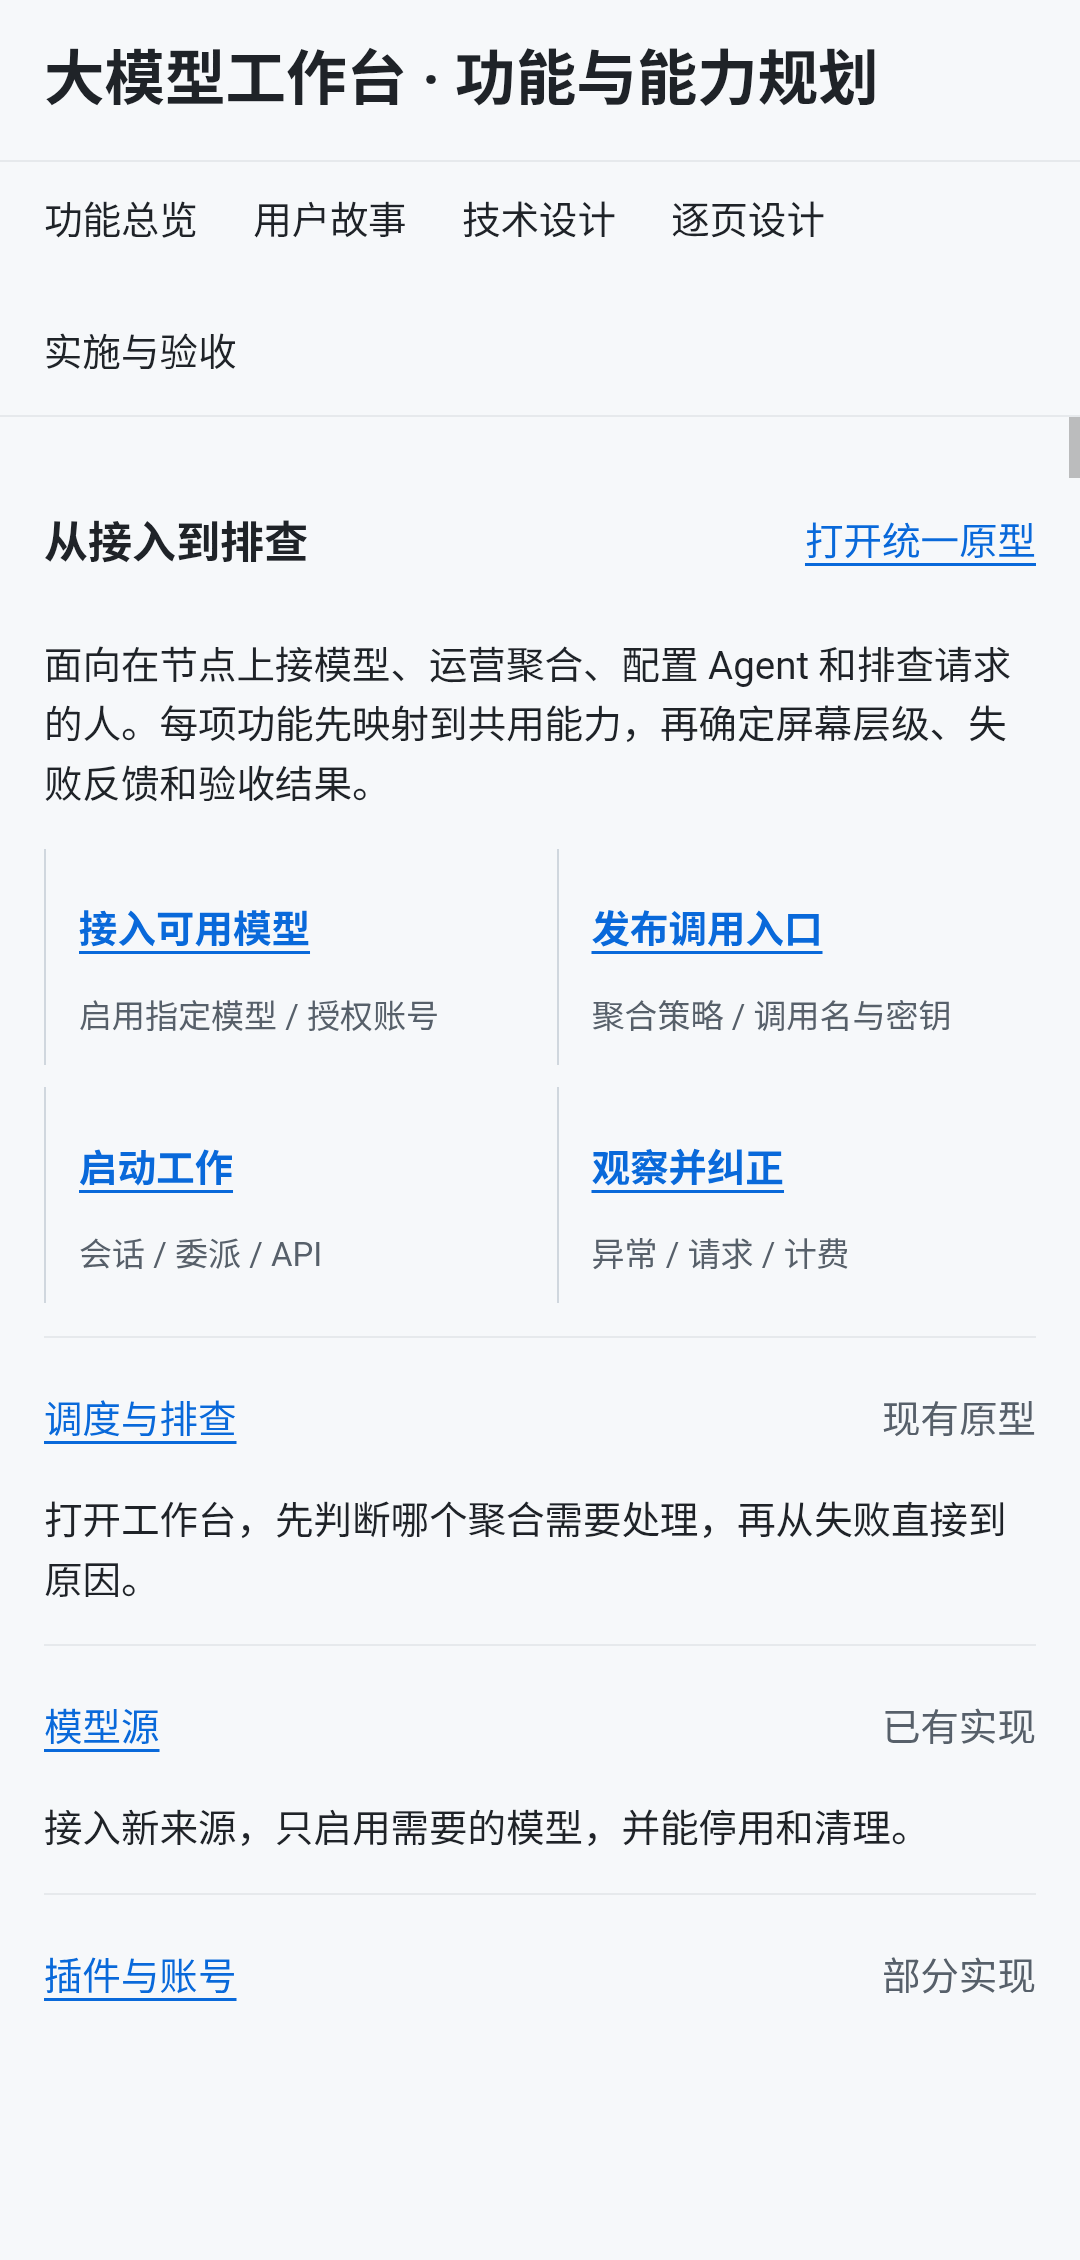 大模型工作台 · 功能与能力规划
功能总览 用户故事 技术设计 逐页设计
实施与验收
从接入到排查 打开统一原型
面向在节点上接模型、运营聚合、配置 Agent 和排查请求
的人。每项功能先映射到共用能力，再确定屏幕层级、失
败反馈和验收结果。
接入可用模型 发布调用入口
启用指定模型 / 授权账号 聚合策略 / 调用名与密钥
启动工作 观察并纠正
会话 / 委派 / API 异常 / 请求 / 计费
调度与排查 现有原型
打开工作台，先判断哪个聚合需要处理，再从失败直接到
原因。
模型源 已有实现
接入新来源，只启用需要的模型，并能停用和清理。
插件与账号 部分实现